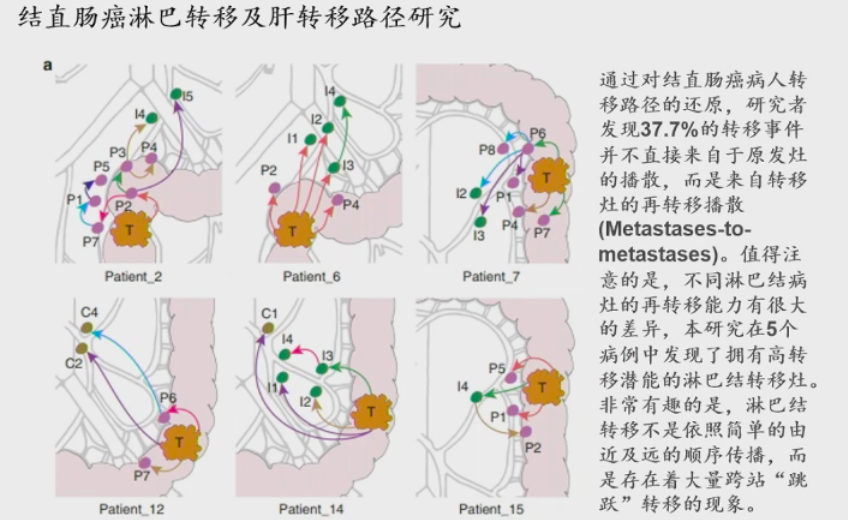 结直肠癌淋巴转移及肝转移路径研究
a
I5
I4
P3 P4
P5
P1
P2
P7
T
Patient_2
I4
I2
I1
I3
P2
P4
T
Patient_6
P6
P8
T
I2
P1
P4
I3
P7
Patient_7
C4
C2
P6
T
P7
Patient_12
C1
I4
I3
I1
I2
T
Patient_14
P5
I4
T
P1
P2
Patient_15
通过对结直肠癌病人转
移路径的还原，研究者
发现37.7%的转移事件
并不直接来自于原发灶
的播散，而是来自转移
灶的再转移播散
(Metastases-to-
metastases)。值得注
意的是，不同淋巴结病
灶的再转移能力有很大
的差异，本研究在5个
病例中发现了拥有高转
移潜能的淋巴结转移灶。
非常有趣的是，淋巴结
转移不是依照简单的由
近及远的顺序传播，而
是存在着大量跨站“跳
跃”转移的现象。